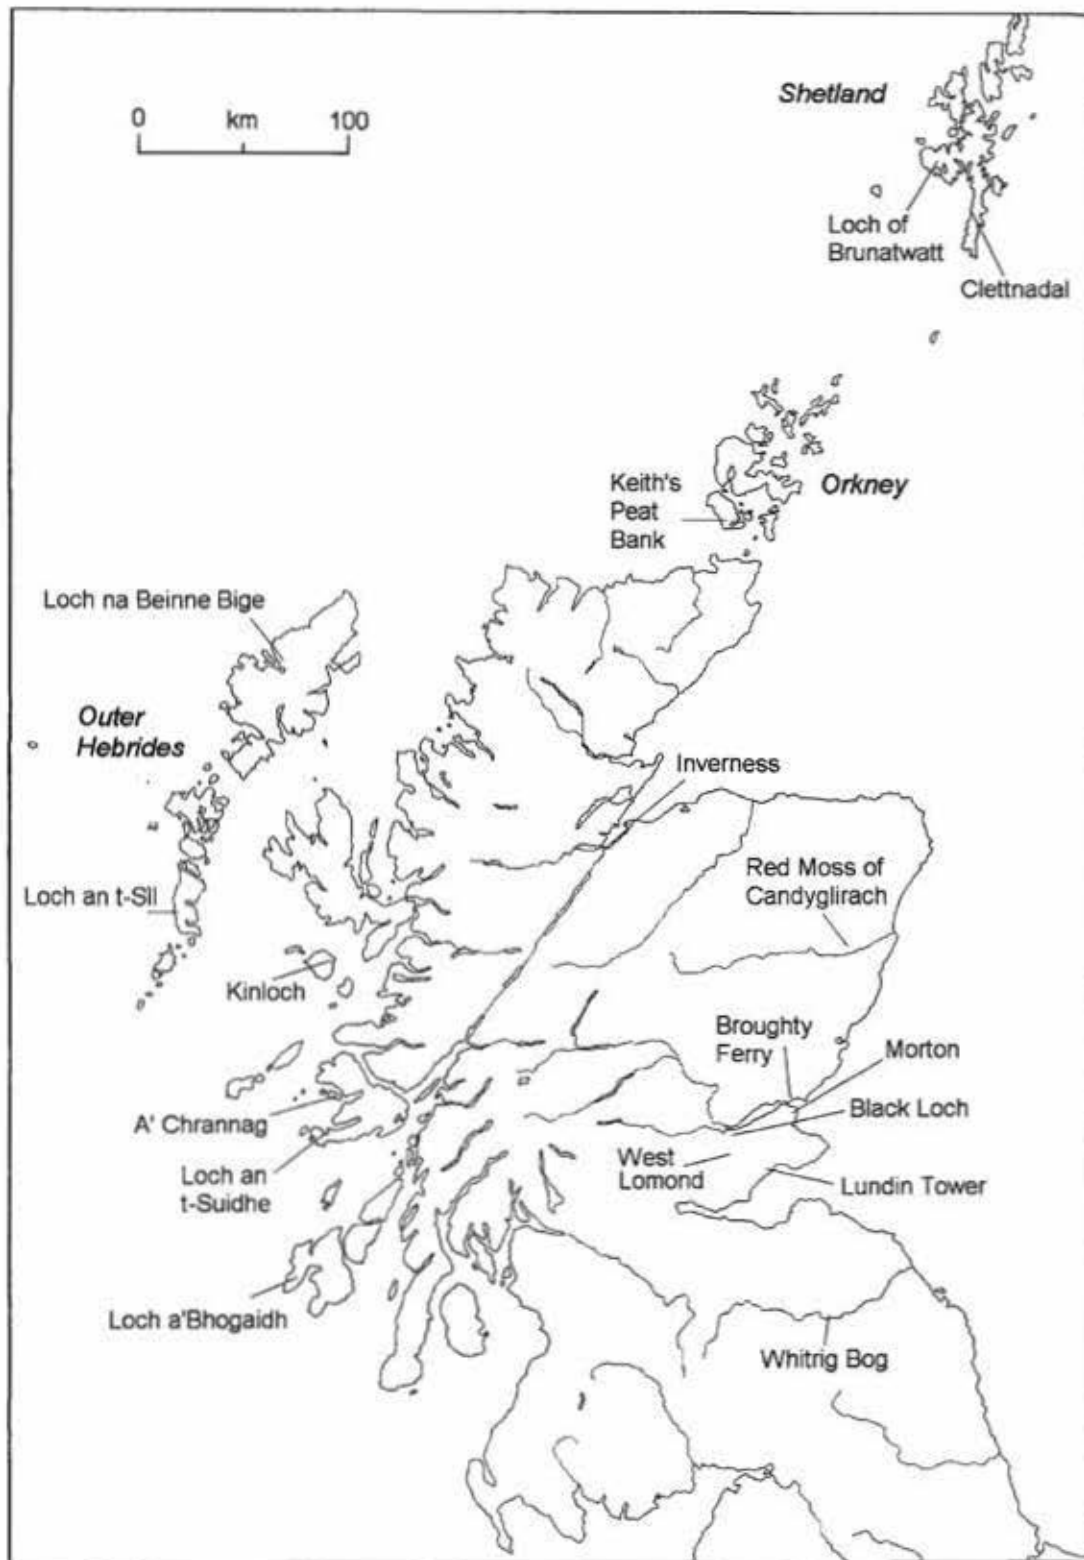 Shetland
0 km 100
Loch of
Brunatwatt
Clettnadal
Keith's
Peat
Bank
Orkney
Loch na Beinne Bige
Outer
Hebrides
Inverness
Red Moss of
Candyglirach
Loch an t-Sìl
Kinloch
Broughty
Ferry
Morton
A' Chrannag
Black Loch
West
Lomond
Loch an
t-Suidhe
Lundin Tower
Loch a'Bhogaidh
Whitrig Bog